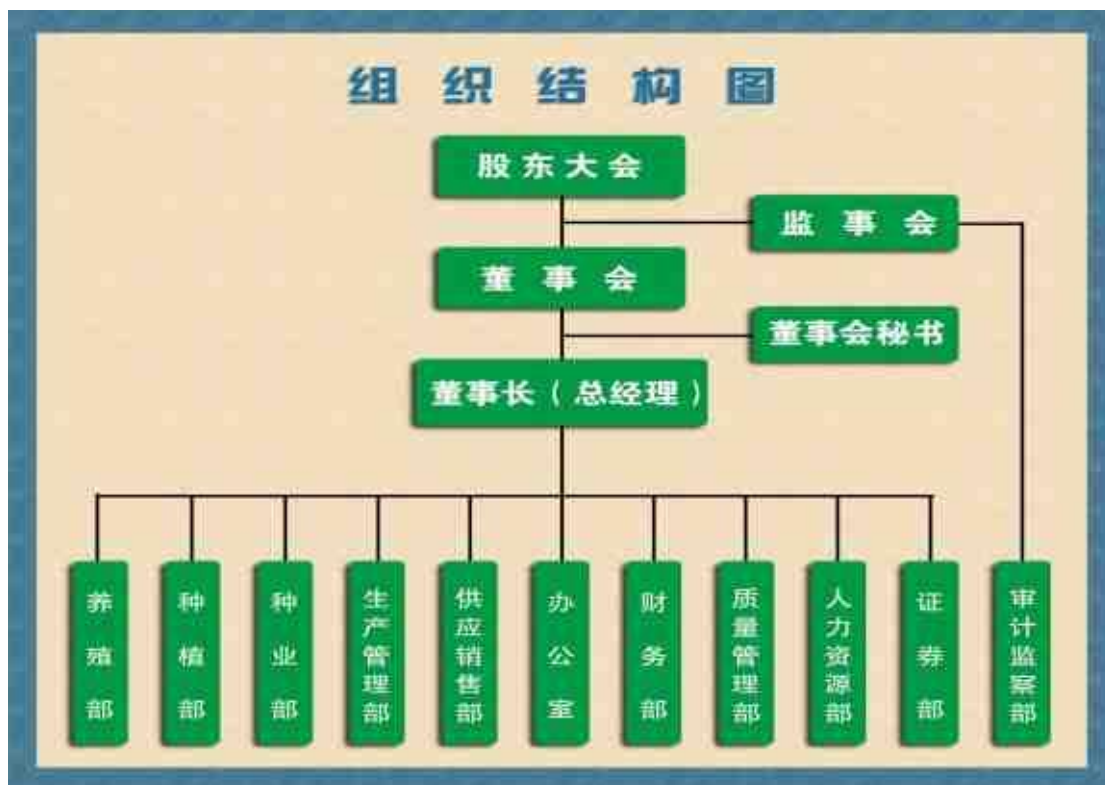 组织结构图
股东大会
监事会
董事会
董事会秘书
董事长（总经理）
养殖部
种植部
种业部
生产管理部
供应销售部
办公室
财务部
质量管理部
人力资源部
证券部
审计监察部